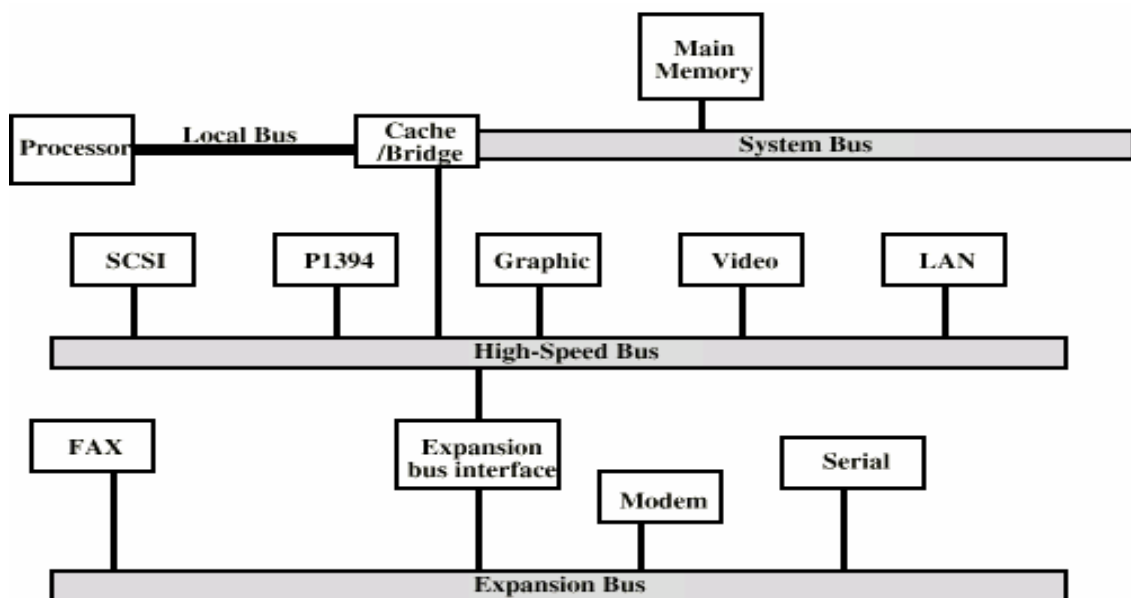 Main
Memory
Processor
Local Bus
Cache
/Bridge
System Bus
SCSI
P1394
Graphic
Video
LAN
High-Speed Bus
FAX
Expansion
bus interface
Modem
Serial
Expansion Bus